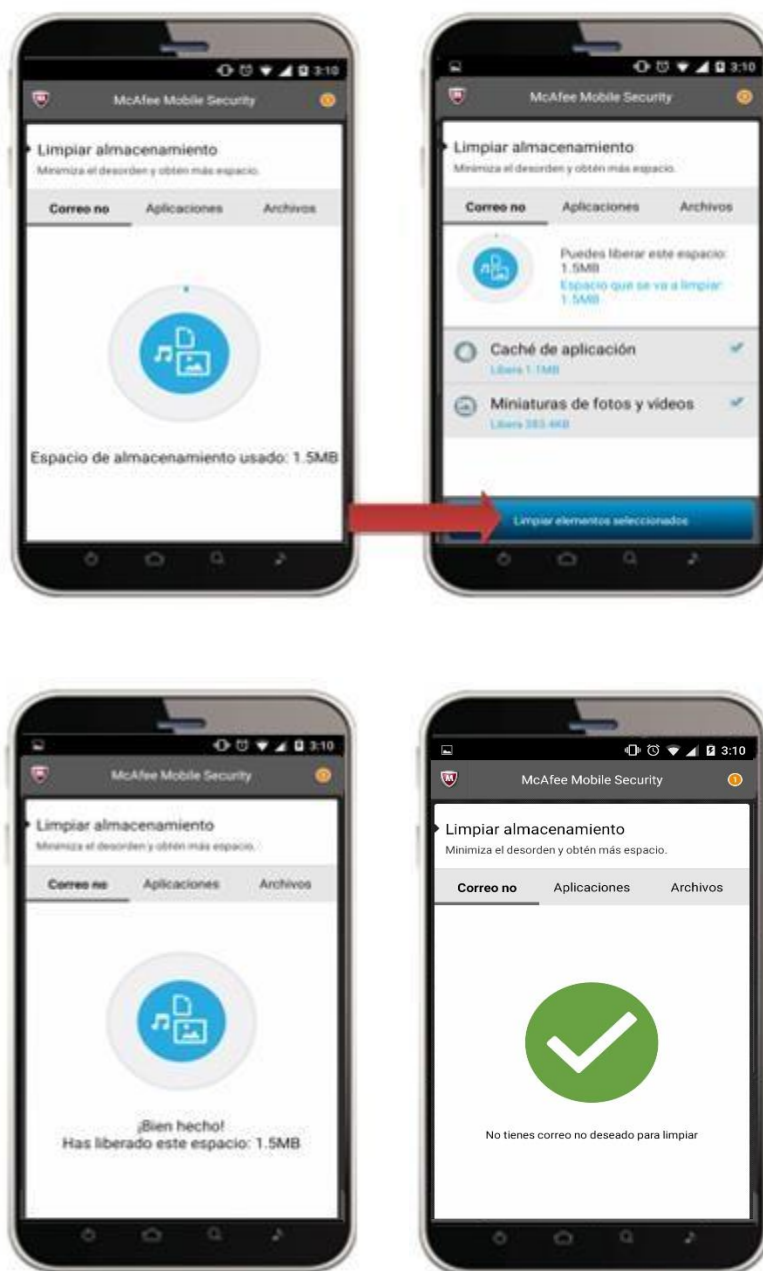 3:10
McAfee Mobile Security
Limpiar almacenamiento
Minimiza el desorden y obtén más espacio.
Correo no Aplicaciones Archivos
Espacio de almacenamiento usado: 1.5MB
3:10
McAfee Mobile Security
Limpiar almacenamiento
Minimiza el desorden y obtén más espacio.
Correo no Aplicaciones Archivos
Puedes liberar este espacio:
1.5MB
Espacio que se va a limpiar:
1.5MB
Caché de aplicación
Libera 1.1MB
Miniaturas de fotos y vídeos
Libera 383.4KB
Limpiar elementos seleccionados
3:10
McAfee Mobile Security
Limpiar almacenamiento
Minimiza el desorden y obtén más espacio.
Correo no Aplicaciones Archivos
¡Bien hecho!
Has liberado este espacio: 1.5MB
3:10
M McAfee Mobile Security 1
Limpiar almacenamiento
Minimiza el desorden y obtén más espacio.
Correo no Aplicaciones Archivos
No tienes correo no deseado para limpiar